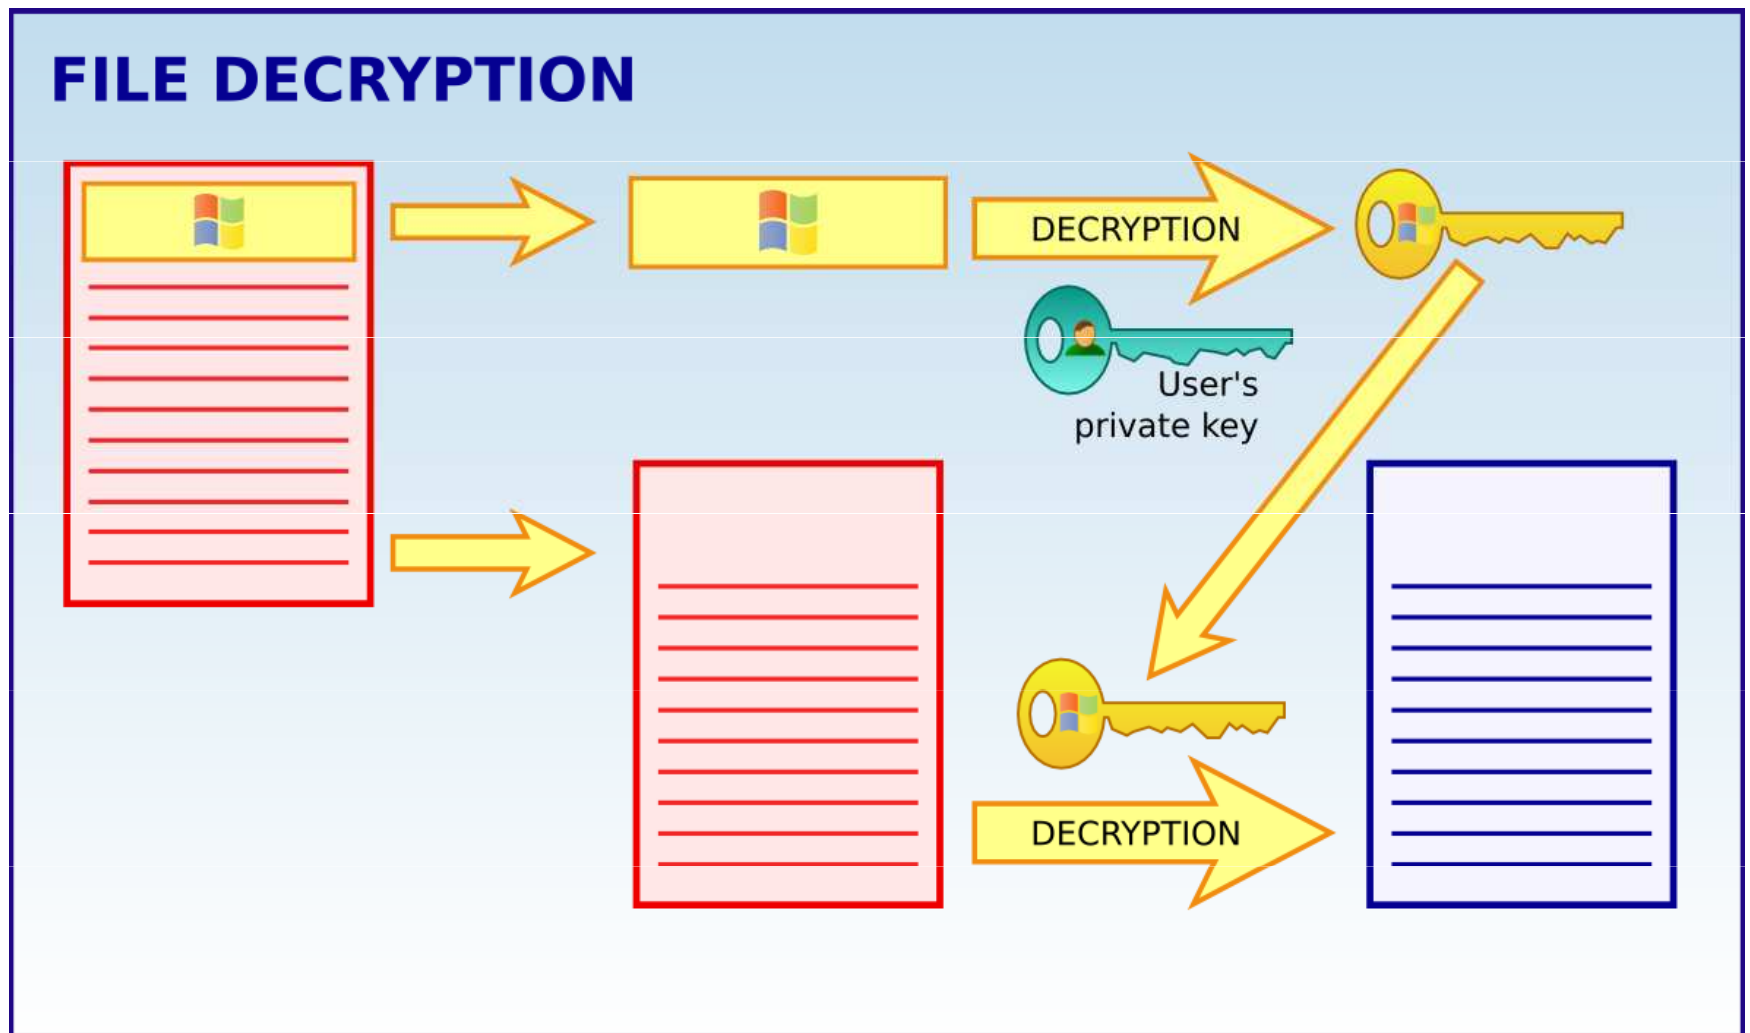 FILE DECRYPTION
DECRYPTION
User's
private key
DECRYPTION